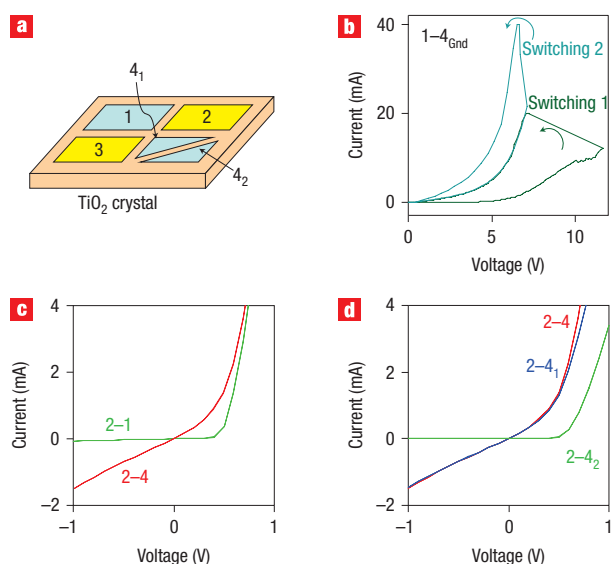 a
1
2
3
4₁
4₂
TiO₂ crystal
b
1–4Gnd
Switching 2
Switching 1
40
20
0
Current (mA)
0
5
10
Voltage (V)
c
4
2
0
−2
Current (mA)
2–1
2–4
−1
0
1
Voltage (V)
d
4
2
0
−2
Current (mA)
2–4
2–4₁
2–4₂
−1
0
1
Voltage (V)